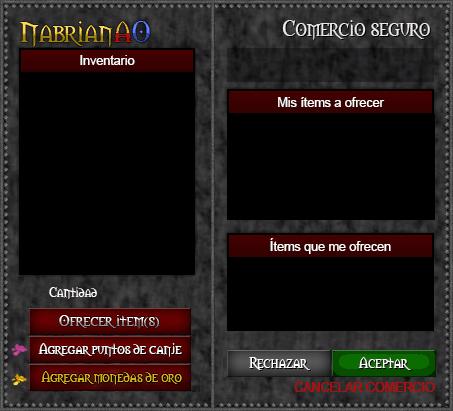 NabrianAO
Comercio seguro
Inventario
Mis ítems a ofrecer
Ítems que me ofrecen
Cantidad
Ofrecer item(s)
Agregar puntos de canje
Agregar monedas de oro
Rechazar
Aceptar
CANCELAR COMERCIO